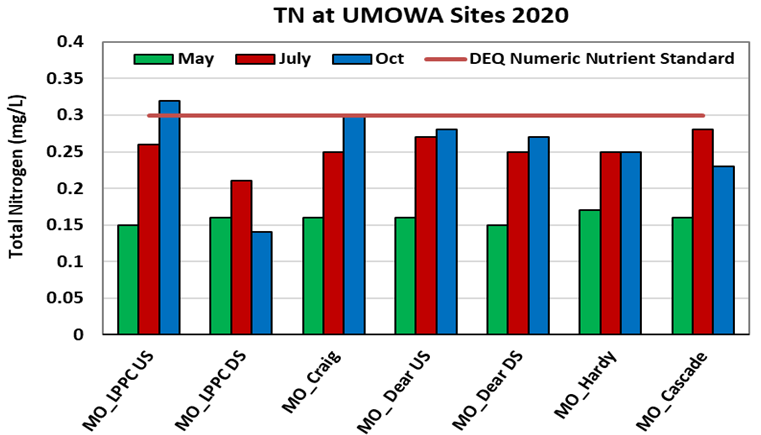 TN at UMOWA Sites 2020
May July Oct DEQ Numeric Nutrient Standard
Total Nitrogen (mg/L)
0.4
0.35
0.3
0.25
0.2
0.15
0.1
0.05
0
MO_LPPC US
MO_LPPC DS
MO_Craig
MO_ Dear US
MO_Dear DS
MO_Hardy
MO_Cascade